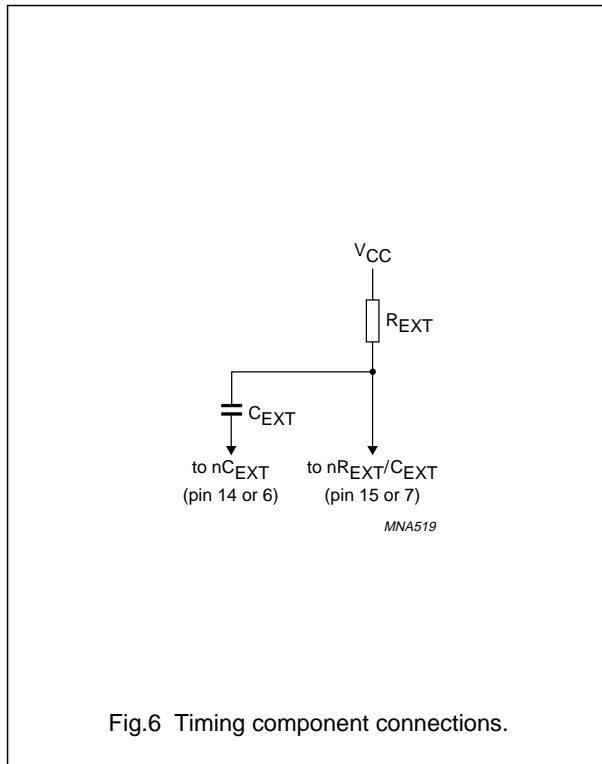 VCC
REXT
CEXT
to nCEXT
(pin 14 or 6)
to nREXT/CEXT
(pin 15 or 7)
MNA519
Fig.6 Timing component connections.